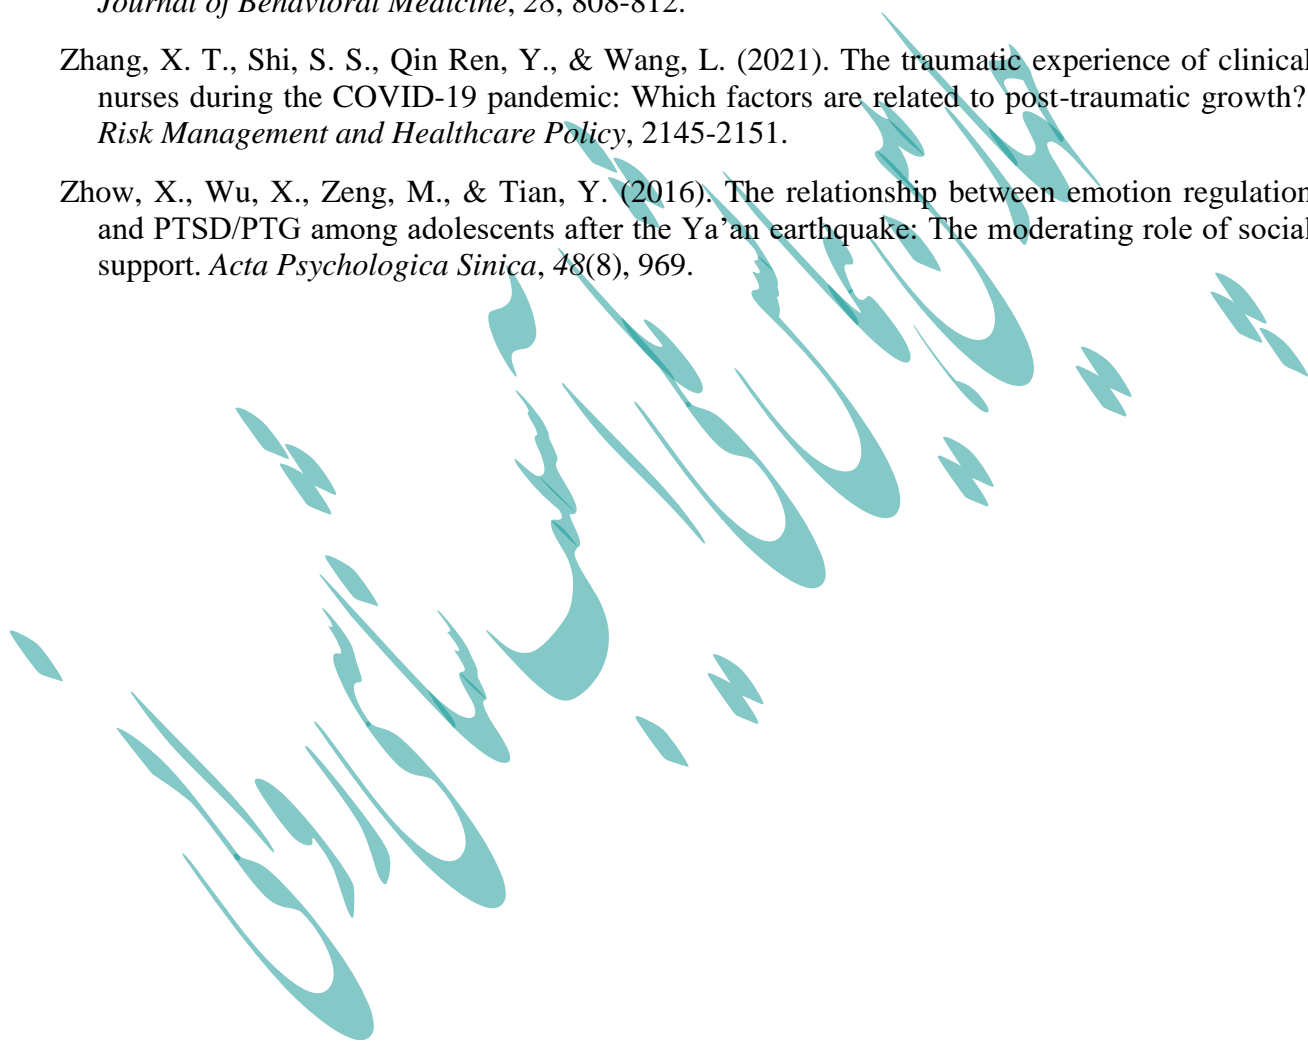 Journal of Behavioral Medicine, 28, 808-812.
Zhang, X. T., Shi, S. S., Qin Ren, Y., & Wang, L. (2021). The traumatic experience of clinical
nurses during the COVID-19 pandemic: Which factors are related to post-traumatic growth?
Risk Management and Healthcare Policy, 2145-2151.
Zhow, X., Wu, X., Zeng, M., & Tian, Y. (2016). The relationship between emotion regulation
and PTSD/PTG among adolescents after the Ya’an earthquake: The moderating role of social
support. Acta Psychologica Sinica, 48(8), 969.